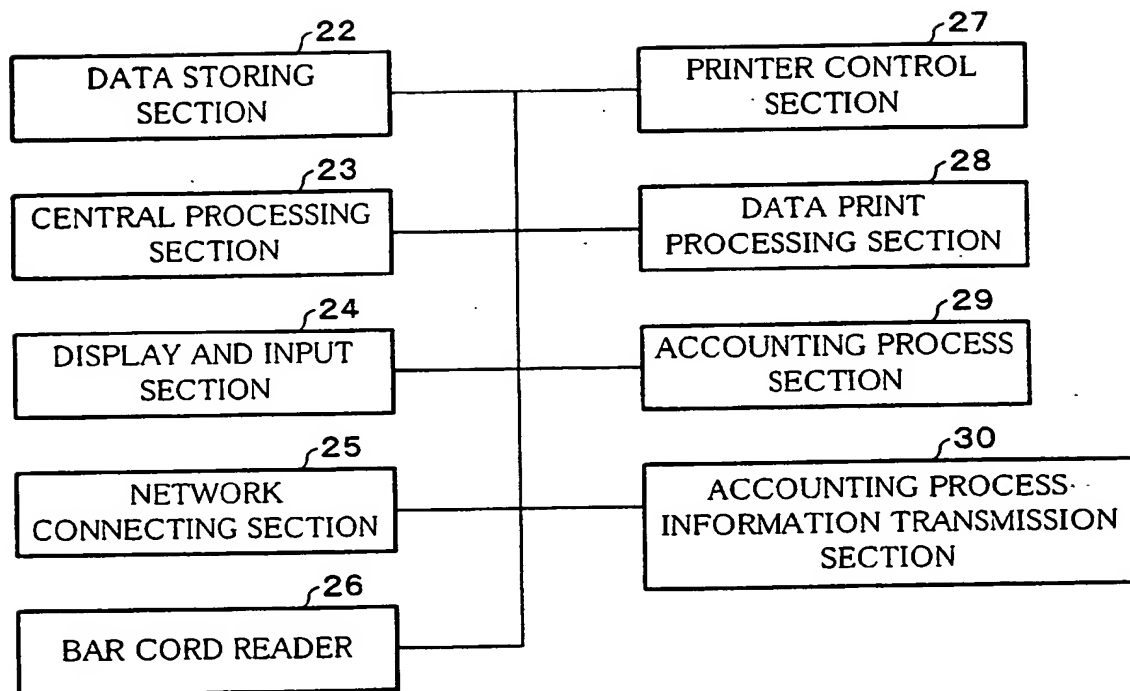 22
DATA STORING
SECTION
23
CENTRAL PROCESSING
SECTION
24
DISPLAY AND INPUT
SECTION
25
NETWORK
CONNECTING SECTION
26
BAR CORD READER
27
PRINTER CONTROL
SECTION
28
DATA PRINT
PROCESSING SECTION
29
ACCOUNTING PROCESS
SECTION
30
ACCOUNTING PROCESS
INFORMATION TRANSMISSION
SECTION